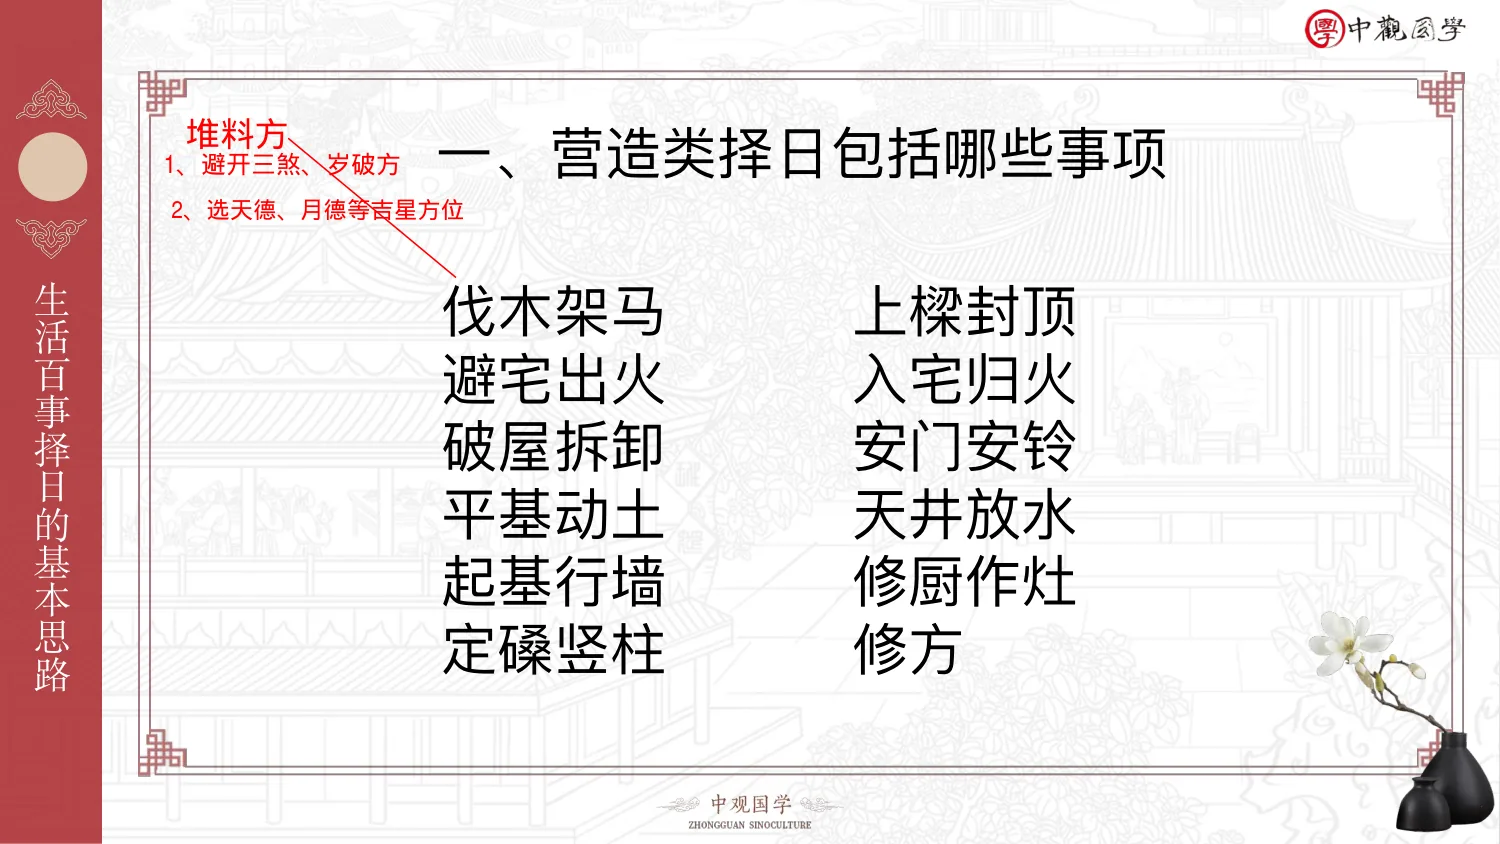 中觀国学
生活百事择日的基本思路
一、营造类择日包括哪些事项
堆料方
1、避开三煞、岁破方
2、选天德、月德等吉星方位
伐木架马
避宅出火
破屋拆卸
平基动土
起基行墙
定磉竖柱
上樑封顶
入宅归火
安门安铃
天井放水
修厨作灶
修方
中观国学
ZHONGGUAN SINOCULTURE